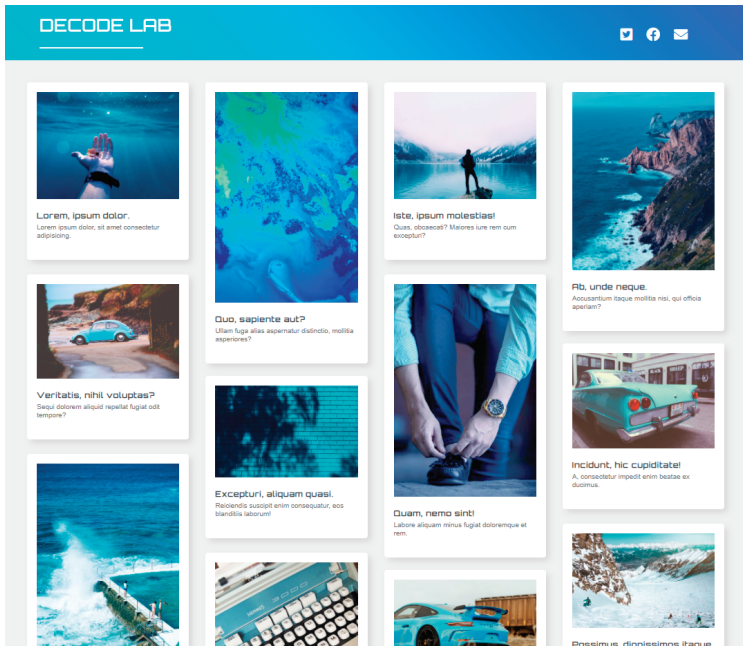 DECODE LAB
Lorem, ipsum dolor.
Lorem ipsum dolor, sit amet consectetur
adipisicing.
Veritatis, nihil voluptas?
Sequi dolorem aliquid repellat fugiat odit
tempore?
Quo, sapiente aut?
Ullam fuga alias aspernatur distinctio, mollitia
asperiores?
Excepturi, aliquam quasi.
Reiciendis suscipit enim consequatur, eos
blanditiis laborum!
Iste, ipsum molestias!
Quas, obcaecati? Maiores iure rem cum
excepturi?
Quam, nemo sint!
Labore aliquam minus fugiat doloremque et
rem.
Ab, unde neque.
Accusantium itaque mollitia nisi, qui officia
aperiam?
Incidunt, hic cupiditate!
A, consectetur impedit enim beatae ex
ducimus.
Possimus, dignissimos itaque